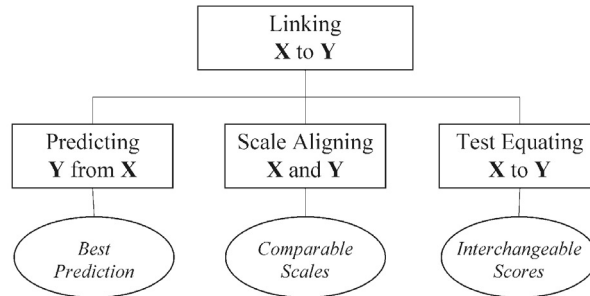 Linking
X to Y
Predicting
Y from X
Scale Aligning
X and Y
Test Equating
X to Y
Best
Prediction
Comparable
Scales
Interchangeable
Scores